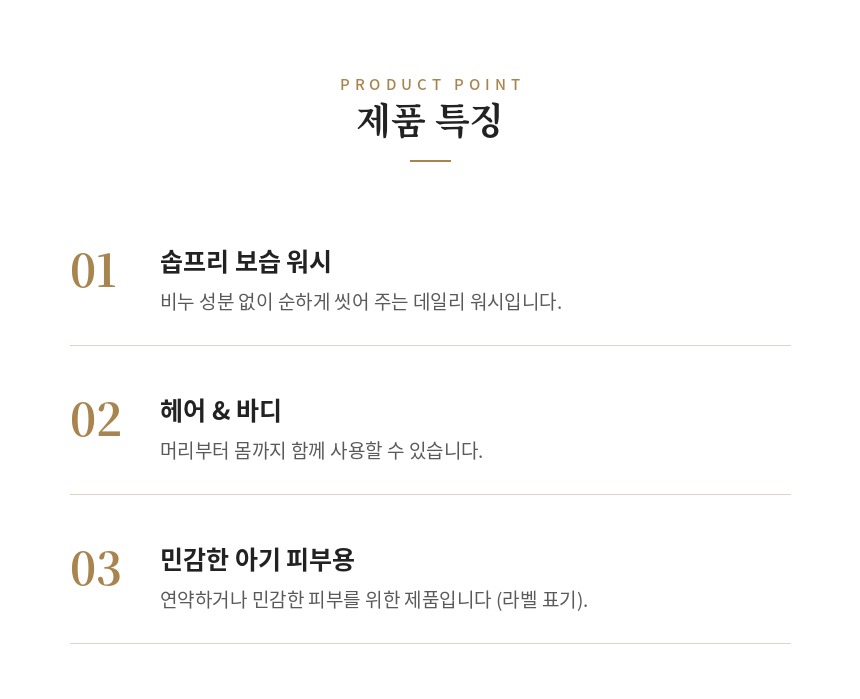 PRODUCT POINT
제품 특징
01
솝프리 보습 워시
비누 성분 없이 순하게 씻어 주는 데일리 워시입니다.
02
헤어 & 바디
머리부터 몸까지 함께 사용할 수 있습니다.
03
민감한 아기 피부용
연약하거나 민감한 피부를 위한 제품입니다 (라벨 표기).